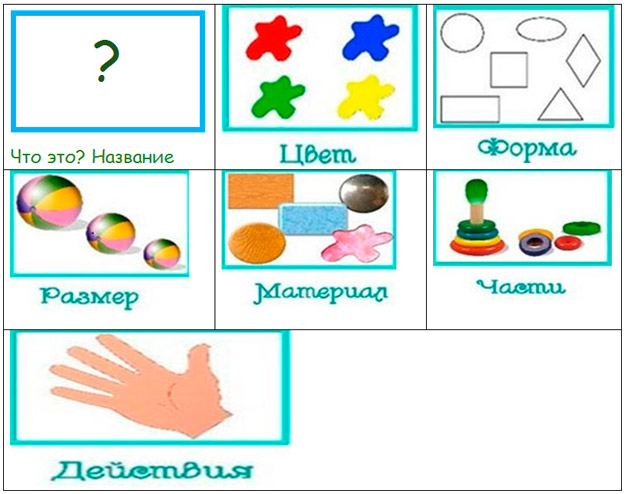 ?
Что это? Название
Цвет
Форма
Размер
Материал
Части
Действия